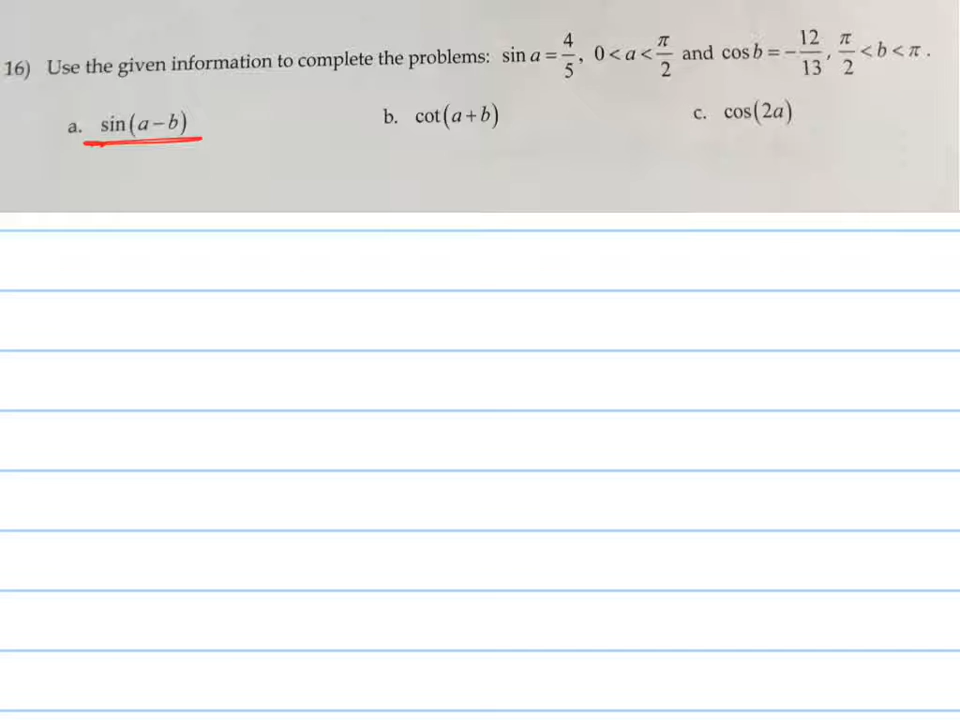 16) Use the given information to complete the problems: sin a = 4/5, 0 < a < π/2 and cos b = -12/13, π/2 < b < π.
a. sin(a-b) b. cot(a+b) c. cos(2a)